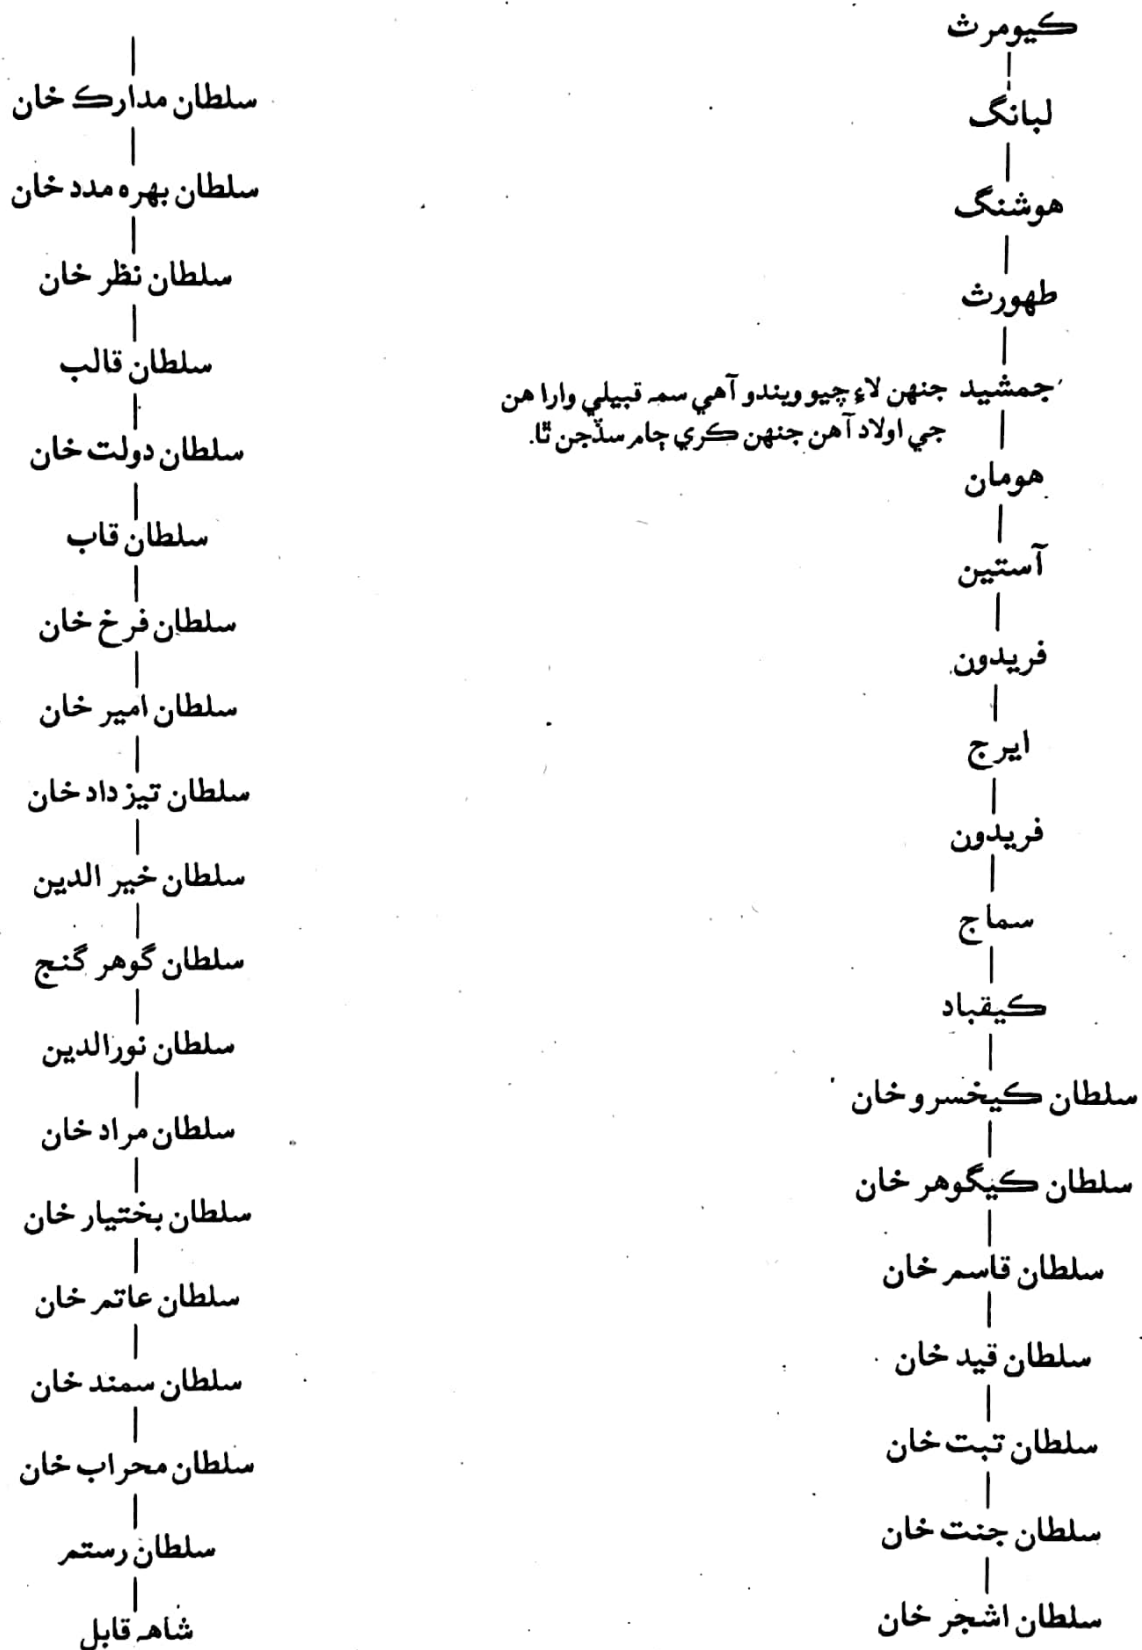 ڪيومرث
لبانگ
هوشنگ
طهورث
جمشيد جنهن لاءِ چيو ويندو آهي سمہ قبيلي وارا هن
جي اولاد آهن جنهن ڪري ڄام سڏجن ٿا.
هومان
آستين
فريدون
ايرج
فريدون
سماج
ڪيقباد
سلطان ڪيخسرو خان
سلطان ڪيگوهر خان
سلطان قاسم خان
سلطان قيد خان
سلطان تبت خان
سلطان جنت خان
سلطان اشجر خان
سلطان مدارڪ خان
سلطان بهره مدد خان
سلطان نظر خان
سلطان قالب
سلطان دولت خان
سلطان قاب
سلطان فرخ خان
سلطان امير خان
سلطان تيز داد خان
سلطان خير الدين
سلطان گوهر گنج
سلطان نورالدين
سلطان مراد خان
سلطان بختيار خان
سلطان عاتم خان
سلطان سمند خان
سلطان محراب خان
سلطان رستم
شاهہ قابل